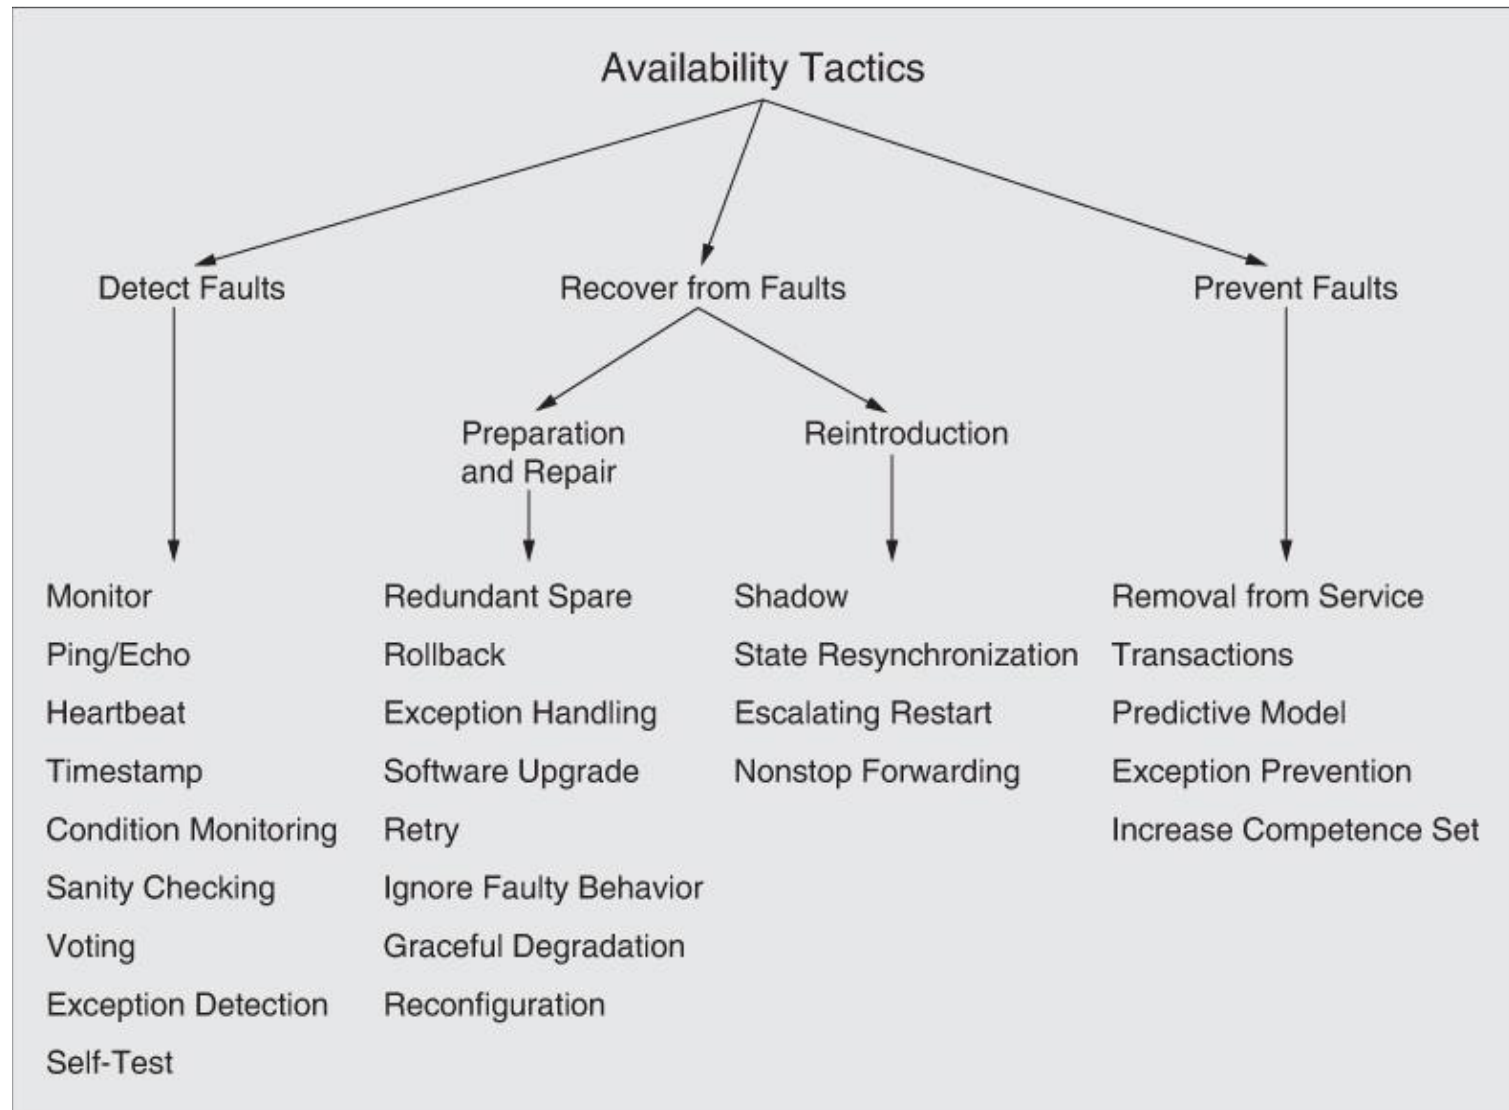 Availability Tactics
Detect Faults
Recover from Faults
Prevent Faults
Preparation
and Repair
Reintroduction
Monitor
Ping/Echo
Heartbeat
Timestamp
Condition Monitoring
Sanity Checking
Voting
Exception Detection
Self-Test
Redundant Spare
Rollback
Exception Handling
Software Upgrade
Retry
Ignore Faulty Behavior
Graceful Degradation
Reconfiguration
Shadow
State Resynchronization
Escalating Restart
Nonstop Forwarding
Removal from Service
Transactions
Predictive Model
Exception Prevention
Increase Competence Set